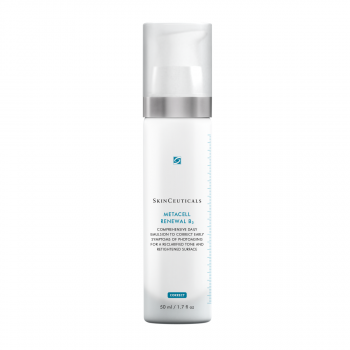 SKINCEUTICALS
METACELL
RENEWAL B₃
COMPREHENSIVE DAILY
EMULSION TO CORRECT EARLY
SYMPTOMS OF PHOTOAGING
FOR A RECLARIFIED TONE AND
RETIGHTENED SURFACE
CORRECT
50 ml / 1.7 fl oz